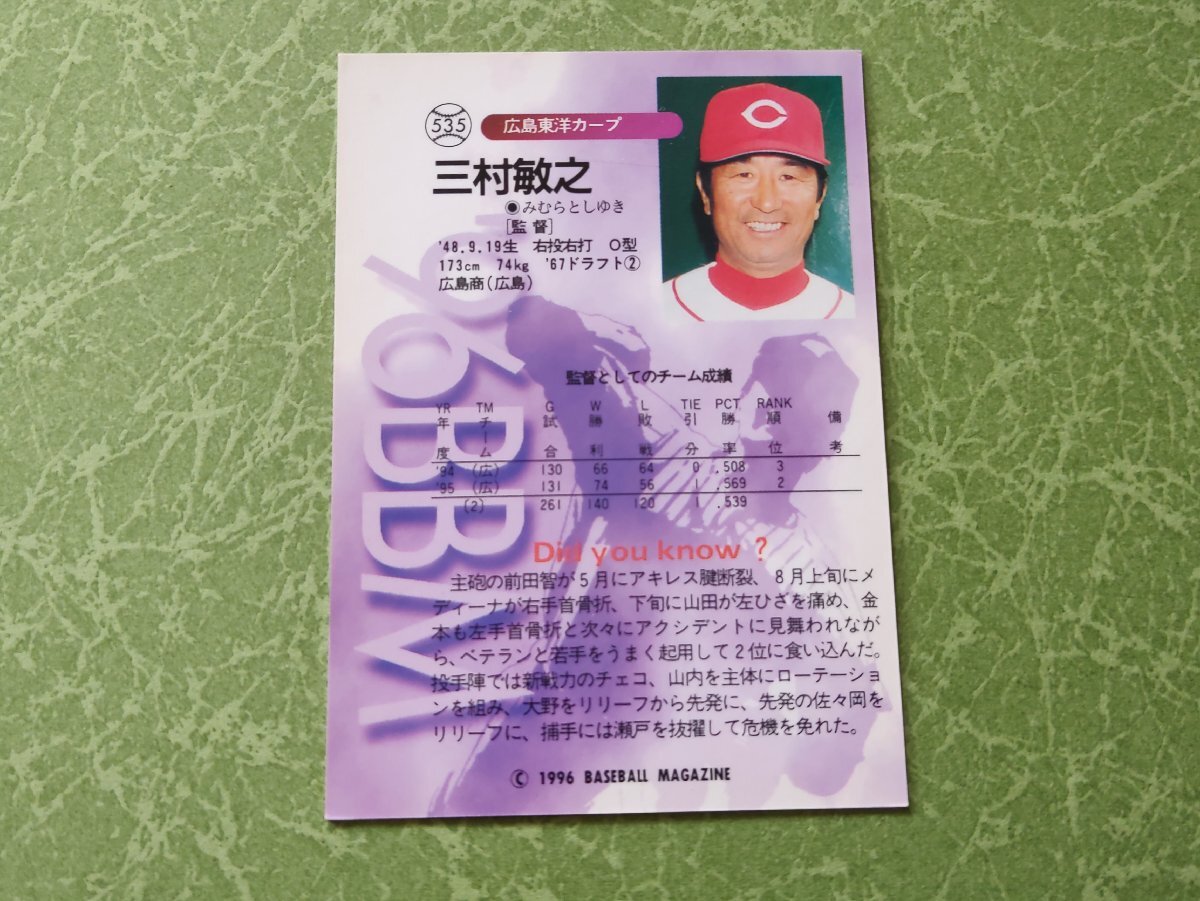 535
広島東洋カープ
三村敏之
◉みむらとしゆき
[監督]
'48.9.19生 右投右打 O型
173cm 74kg '67ドラフト②
広島商(広島)
'96BBM
監督としてのチーム成績
YR TM G W L TIE PCT RANK
年度 チーム 試合 勝利 敗戦 引分 勝率 順位 備考
'94 (広) 130 66 64 0 .508 3
'95 (広) 131 74 56 1 .569 2
〔2〕 261 140 120 1 .539
Did you know ?
主砲の前田智が5月にアキレス腱断裂、8月上旬にメ
ディーナが右手首骨折、下旬に山田が左ひざを痛め、金
本も左手首骨折と次々にアクシデントに見舞われなが
ら、ベテランと若手をうまく起用して2位に食い込んだ。
投手陣では新戦力のチェコ、山内を主体にローテーショ
ンを組み、大野をリリーフから先発に、先発の佐々岡を
リリーフに、捕手には瀬戸を抜擢して危機を免れた。
© 1996 BASEBALL MAGAZINE